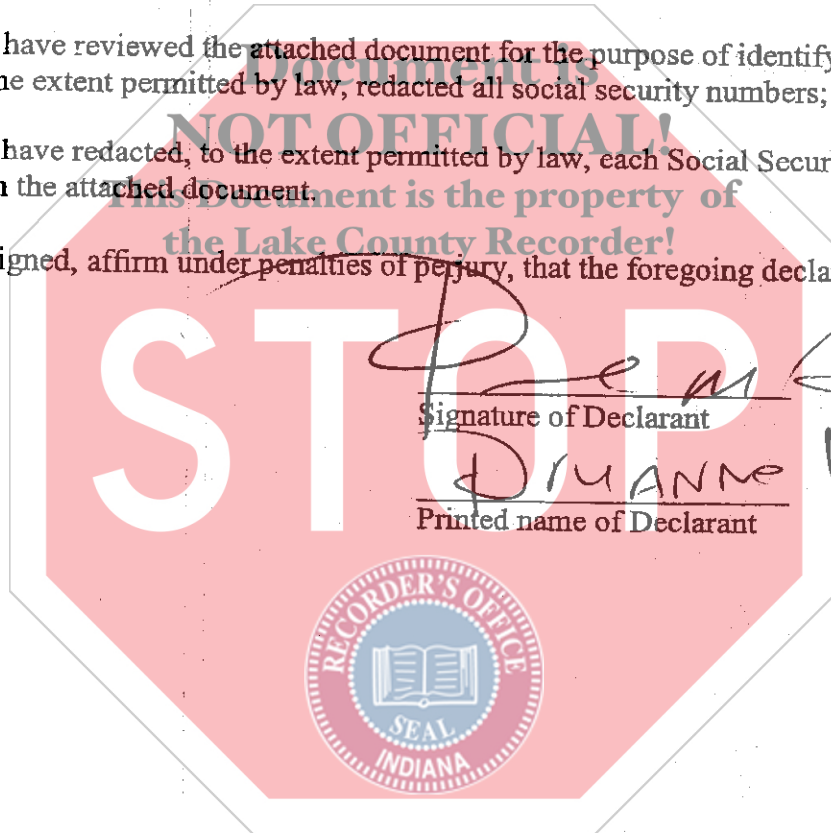 have reviewed the attached document for the purpose of identify
e extent permitted by law, redacted all social security numbers;
Document is
NOT OFFICIAL!
have redacted, to the extent permitted by law, each Social Secur
the attached document.
This Document is the property of
the Lake County Recorder!
igned, affirm under penalties of perjury, that the foregoing decla
STOP
Signature of Declarant
Printed name of Declarant
RECORDER'S OFFICE
SEAL
INDIANA